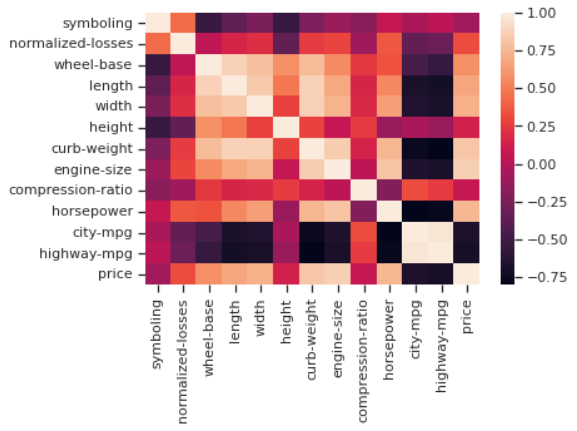 symboling
normalized-losses
wheel-base
length
width
height
curb-weight
engine-size
compression-ratio
horsepower
city-mpg
highway-mpg
price
symboling
normalized-losses
wheel-base
length
width
height
curb-weight
engine-size
compression-ratio
horsepower
city-mpg
highway-mpg
price
1.00
0.75
0.50
0.25
0.00
−0.25
−0.50
−0.75